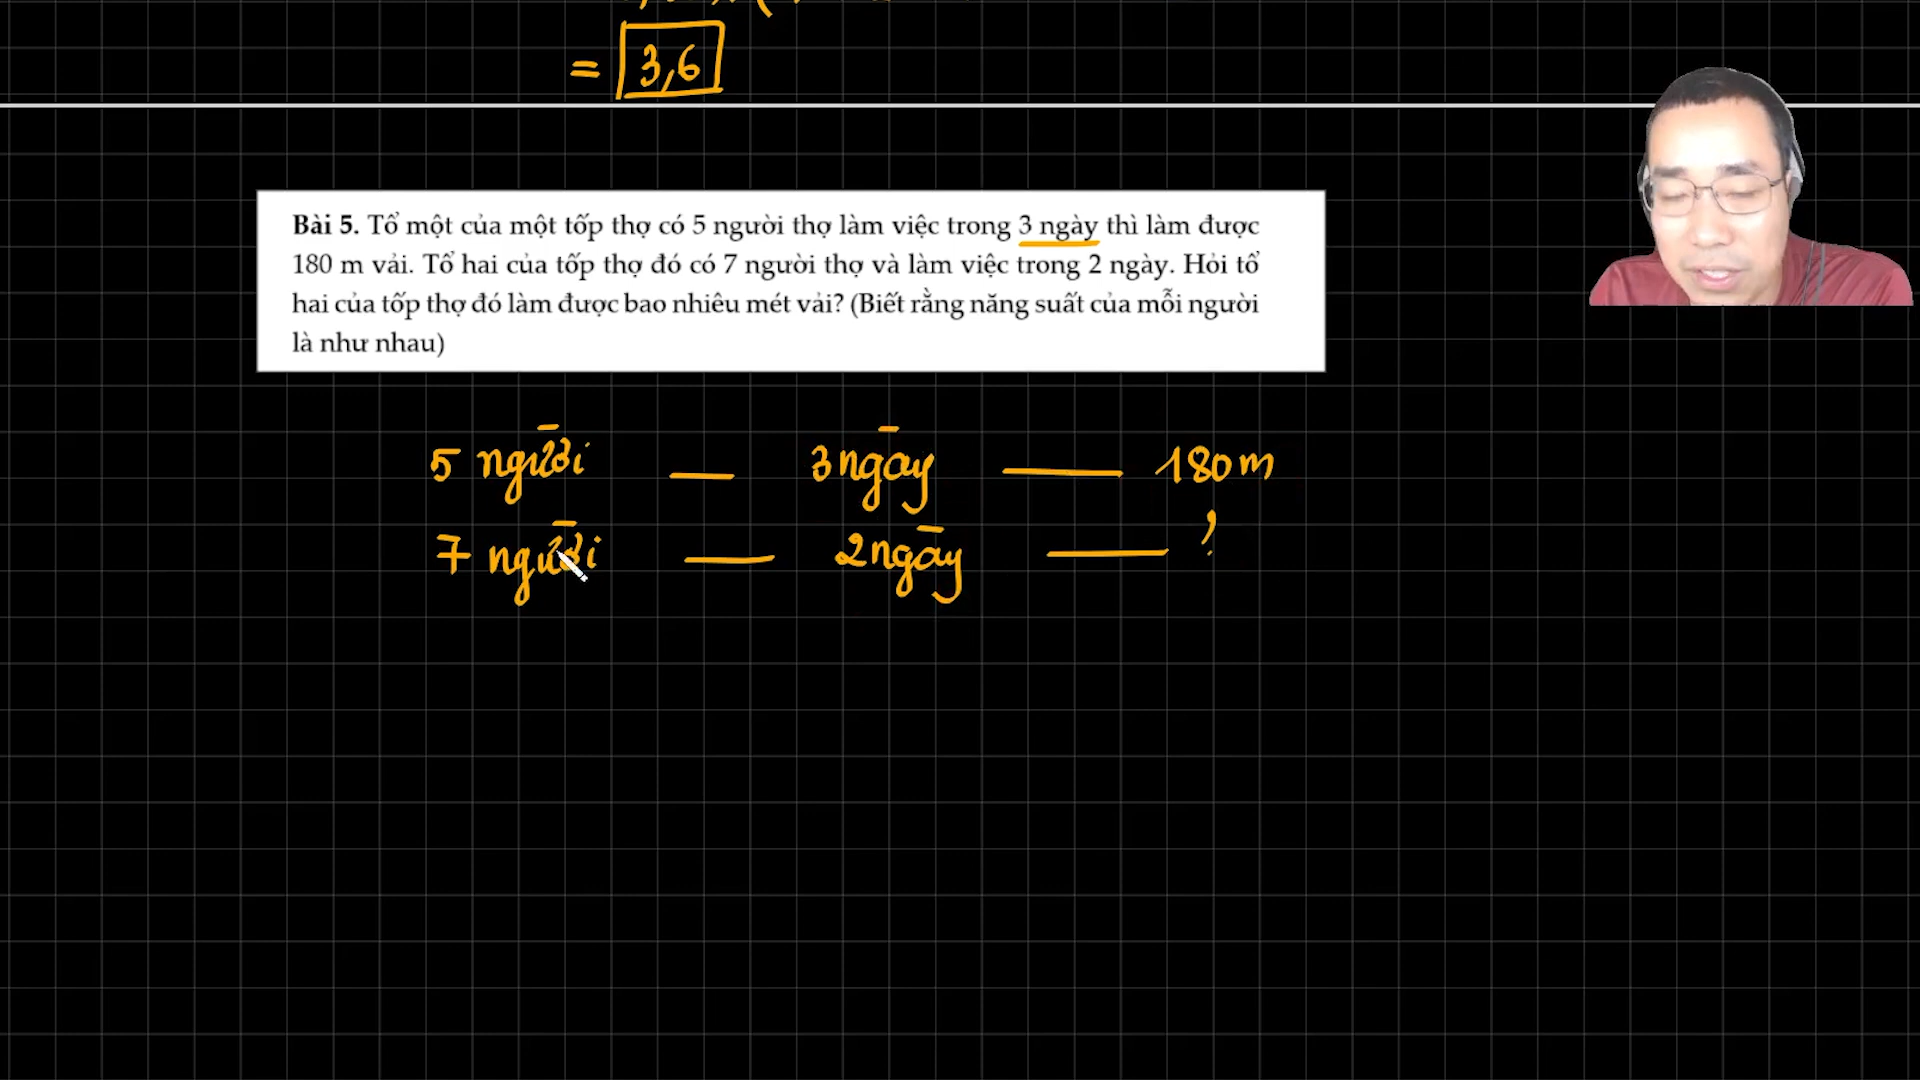 = 3,6
Bài 5. Tổ một của một tốp thợ có 5 người thợ làm việc trong 3 ngày thì làm được
180 m vải. Tổ hai của tốp thợ đó có 7 người thợ và làm việc trong 2 ngày. Hỏi tổ
hai của tốp thợ đó làm được bao nhiêu mét vải? (Biết rằng năng suất của mỗi người
là như nhau)
5 người — 3 ngày — 180m
7 người — 2 ngày — ?